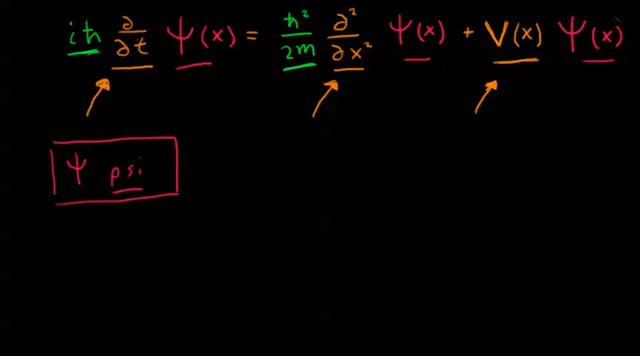 iħ ∂/∂t Ψ(x) = ħ²/2m ∂²/∂x² Ψ(x) + V(x) Ψ(x)
Ψ psi